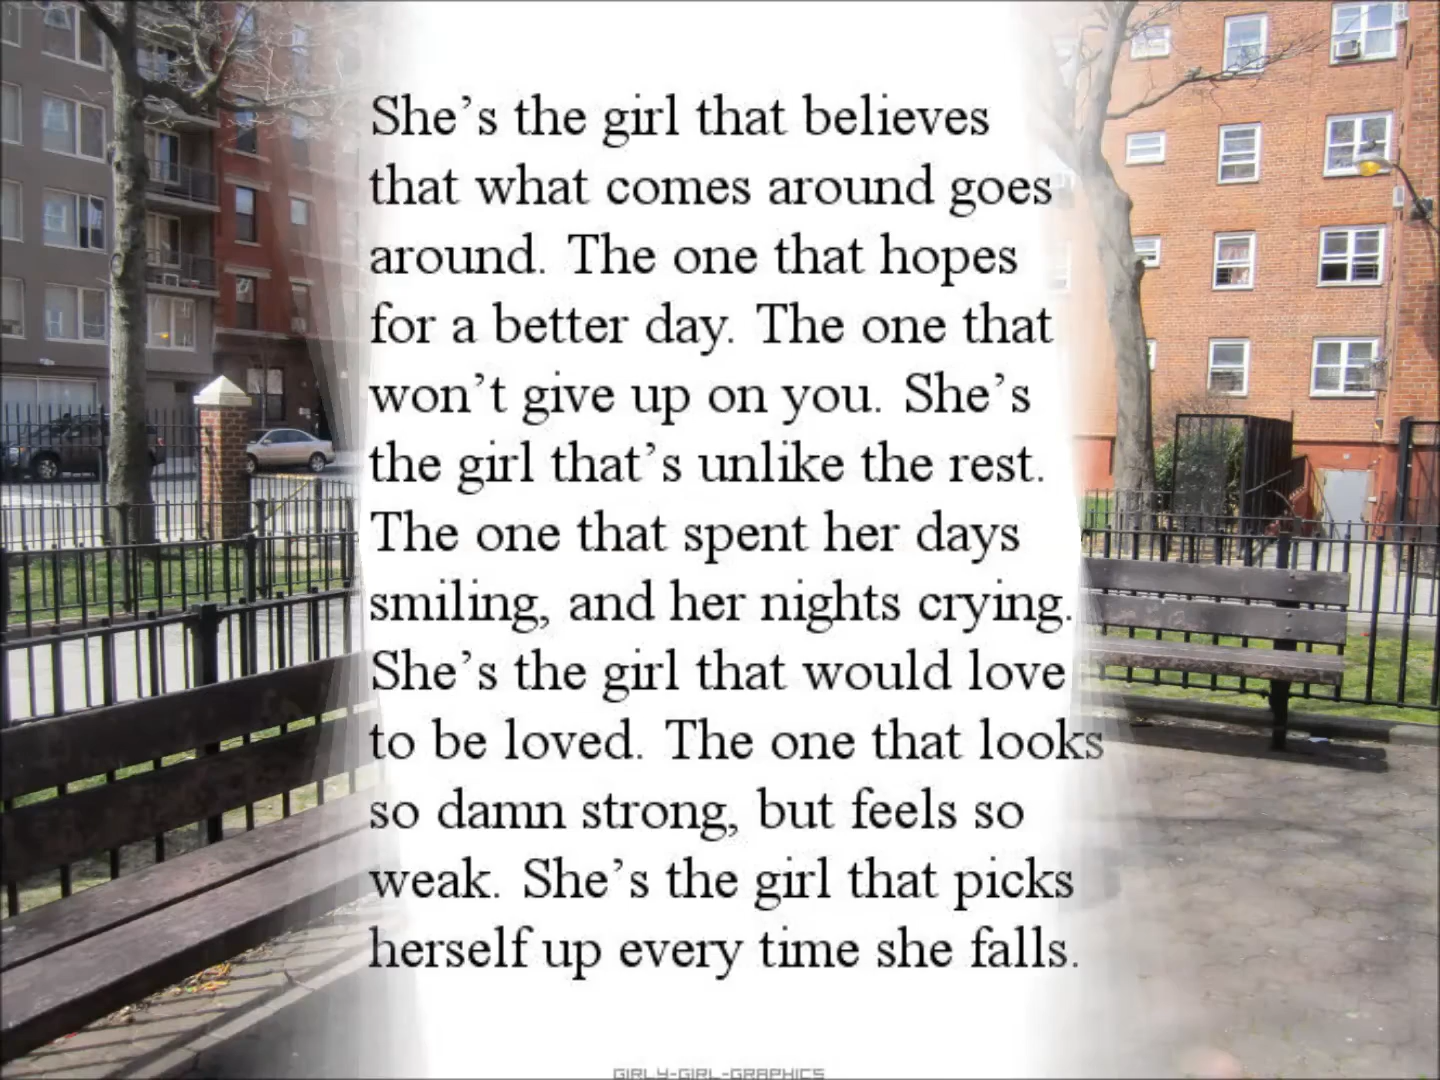 She’s the girl that believes
that what comes around goes
around. The one that hopes
for a better day. The one that
won’t give up on you. She’s
the girl that’s unlike the rest.
The one that spent her days
smiling, and her nights crying.
She’s the girl that would love
to be loved. The one that looks
so damn strong, but feels so
weak. She’s the girl that picks
herself up every time she falls.
GIRLY-GIRL-GRAPHICS